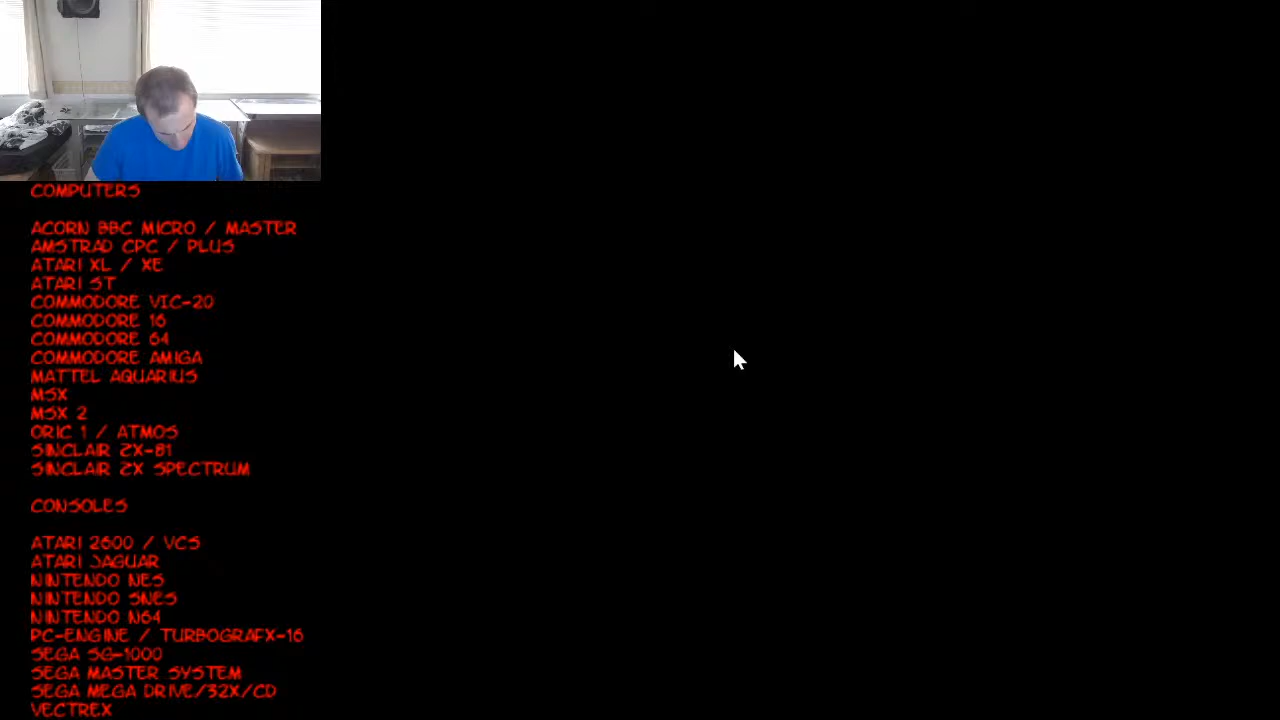 COMPUTERS
ACORN BBC MICRO / MASTER
AMSTRAD CPC / PLUS
ATARI XL / XE
ATARI ST
COMMODORE VIC-20
COMMODORE 16
COMMODORE 64
COMMODORE AMIGA
MATTEL AQUARIUS
MSX
MSX 2
ORIC 1 / ATMOS
SINCLAIR ZX-81
SINCLAIR ZX SPECTRUM
CONSOLES
ATARI 2600 / VCS
ATARI JAGUAR
NINTENDO NES
NINTENDO SNES
NINTENDO N64
PC-ENGINE / TURBOGRAFX-16
SEGA SG-1000
SEGA MASTER SYSTEM
SEGA MEGA DRIVE/32X/CD
VECTREX